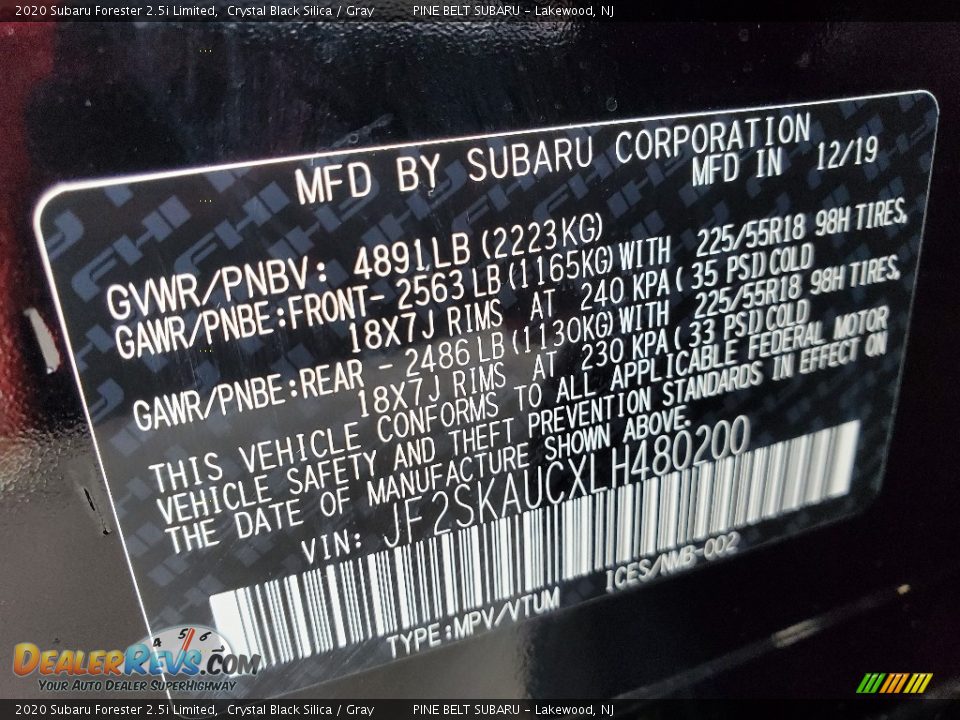 2020 Subaru Forester 2.5i Limited, Crystal Black Silica / Gray PINE BELT SUBARU - Lakewood, NJ
MFD BY SUBARU CORPORATION
MFD IN 12/19
GVWR/PNBV: 4891LB (2223KG)
GAWR/PNBE:FRONT- 2563 LB (1165KG) WITH 225/55R18 98H TIRES,
18X7J RIMS AT 240 KPA ( 35 PSI) COLD
GAWR/PNBE:REAR - 2486 LB (1130KG) WITH 225/55R18 98H TIRES,
18X7J RIMS AT 230 KPA ( 33 PSI) COLD
THIS VEHICLE CONFORMS TO ALL APPLICABLE FEDERAL MOTOR
VEHICLE SAFETY AND THEFT PREVENTION STANDARDS IN EFFECT ON
THE DATE OF MANUFACTURE SHOWN ABOVE.
VIN: JF2SKAUCXLH480200
TYPE:MPV/VTUM 1CES/NMB-002
4 5 6
DEALERREVS.COM
Your Auto Dealer SuperHighway
2020 Subaru Forester 2.5i Limited, Crystal Black Silica / Gray PINE BELT SUBARU - Lakewood, NJ